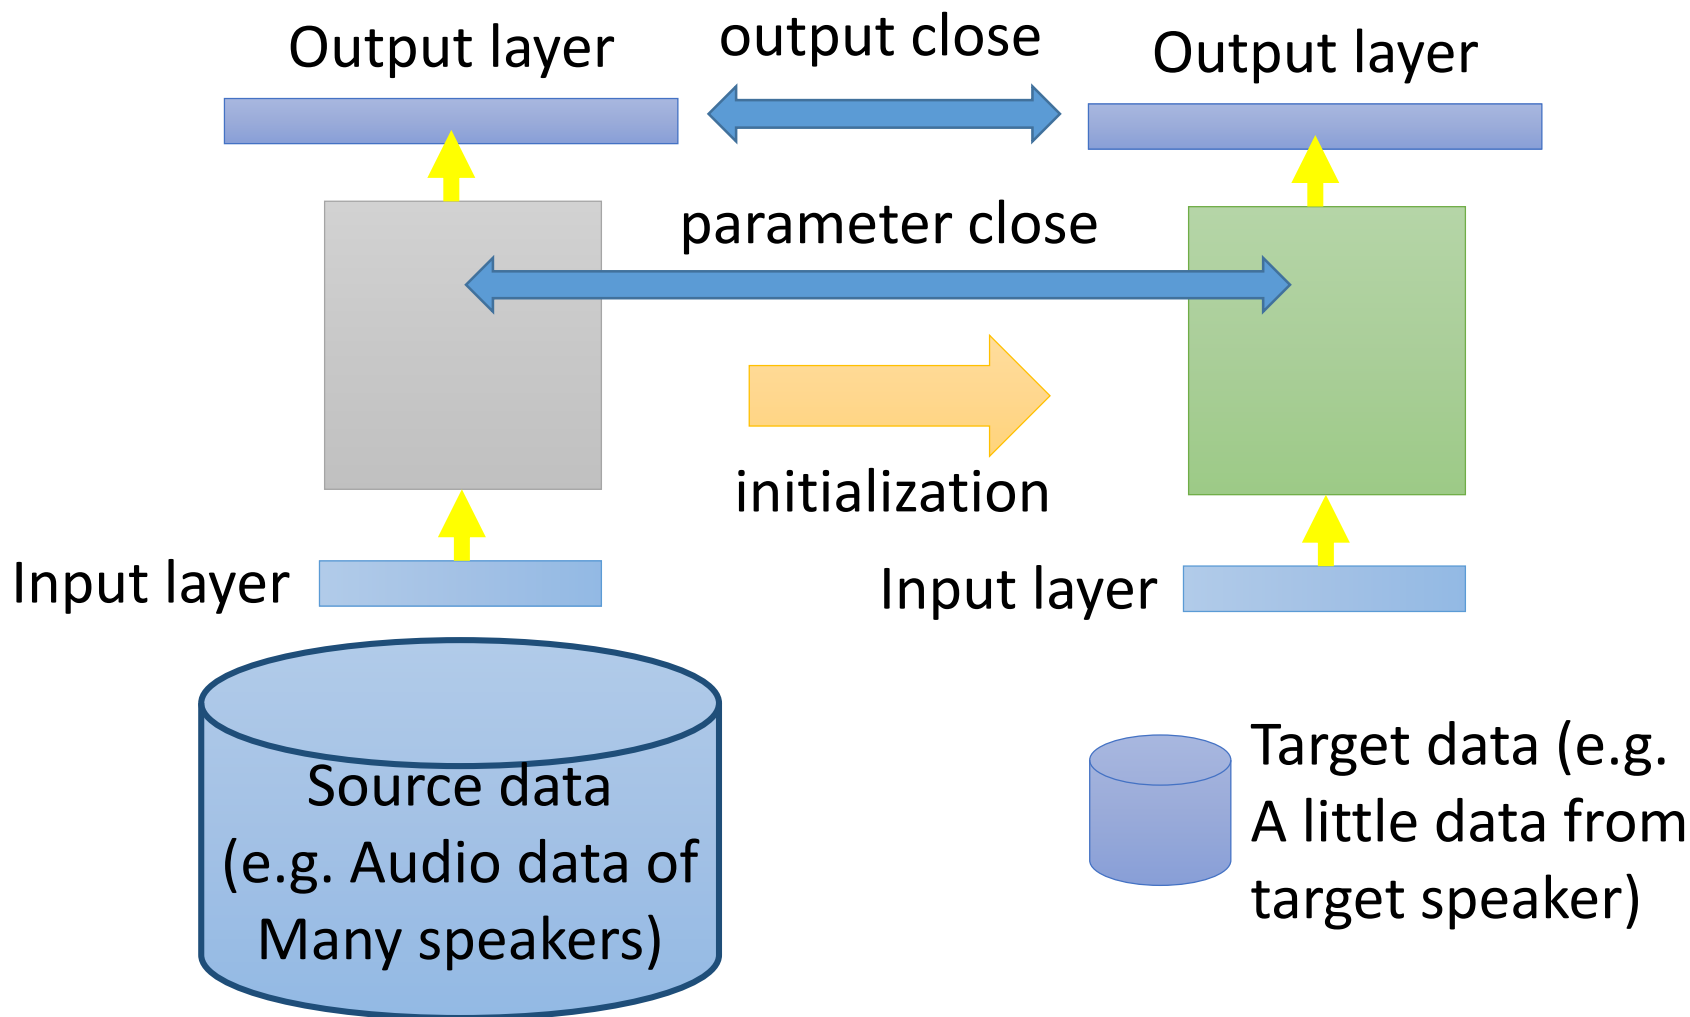 Output layer
output close
Output layer
parameter close
initialization
Input layer
Input layer
Source data
(e.g. Audio data of
Many speakers)
Target data (e.g.
A little data from
target speaker)